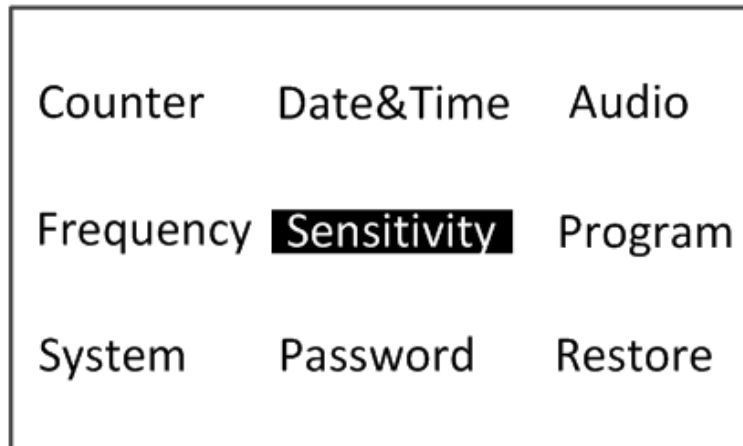 Counter Date&Time Audio
Frequency Sensitivity Program
System Password Restore